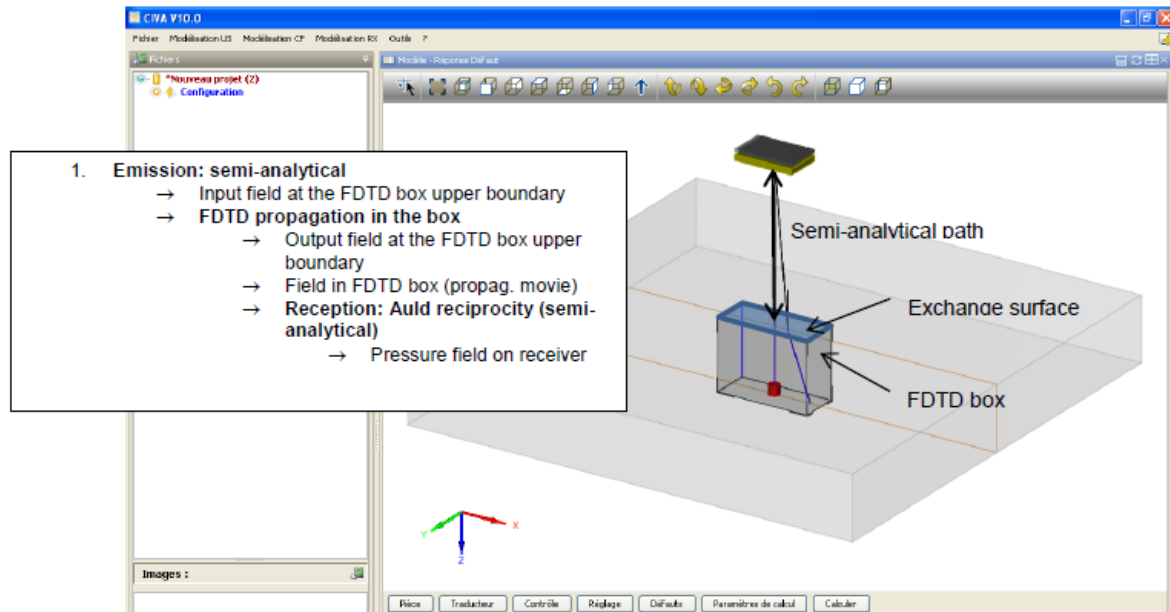 CIVA V10.0
Fichier Modélisation US Modélisation CF Modélisation RX Outils ?
Fichiers
Modèle - Réponse Défaut
*Nouveau projet (2)
Configuration
1. Emission: semi-analytical
→ Input field at the FDTD box upper boundary
→ FDTD propagation in the box
→ Output field at the FDTD box upper
boundary
→ Field in FDTD box (propag. movie)
→ Reception: Auld reciprocity (semi-
analytical)
→ Pressure field on receiver
Semi-analytical path
Exchange surface
FDTD box
X
Y
Z
Images :
Pièce Traducteur Contrôle Réglage Défauts Paramètres de calcul Calculer